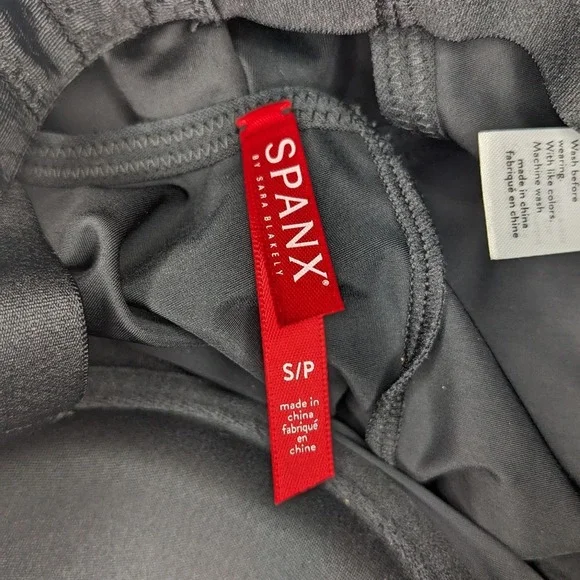 SPANX®
BY SARA BLAKELY
S/P
made in
china
fabriqué
en
chine
Wash before
wearing.
With like colors.
Machine wash
made in china
fabriqué en chine